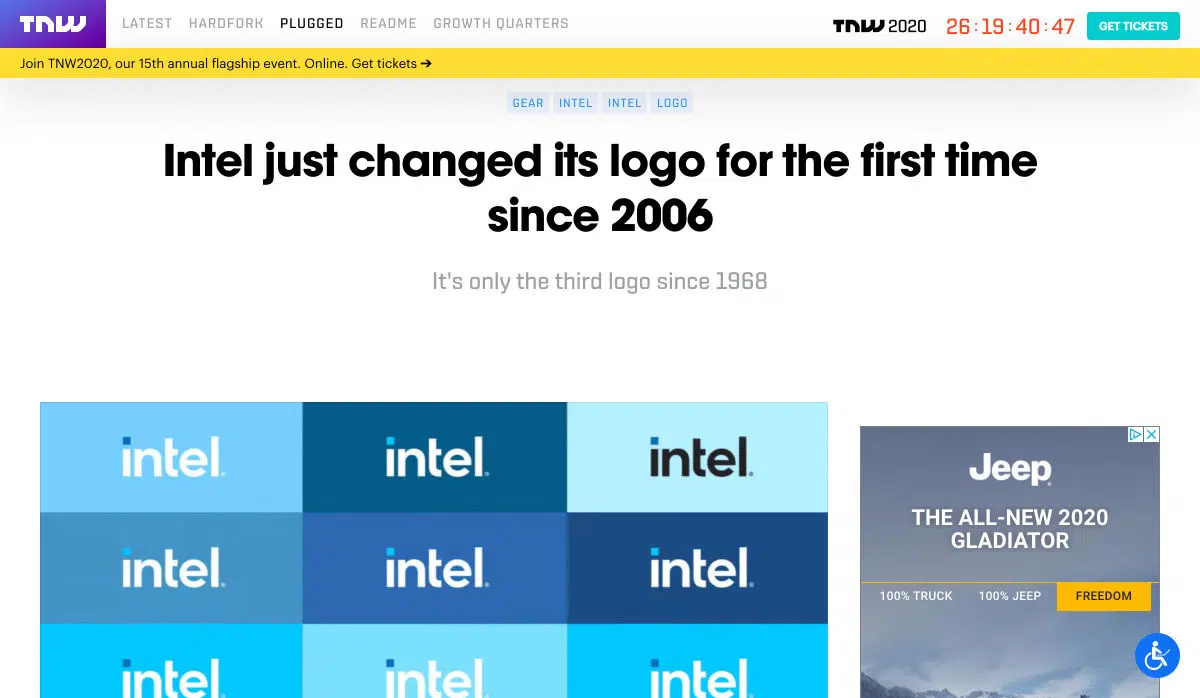 TNW
LATEST HARDFORK PLUGGED README GROWTH QUARTERS
TNW 2020 26:19:40:47 GET TICKETS
Join TNW2020, our 15th annual flagship event. Online. Get tickets ➔
GEAR INTEL INTEL LOGO
Intel just changed its logo for the first time
since 2006
It's only the third logo since 1968
intel. intel. intel.
intel. intel. intel.
intel. intel. intel.
Jeep
THE ALL-NEW 2020
GLADIATOR
100% TRUCK 100% JEEP FREEDOM